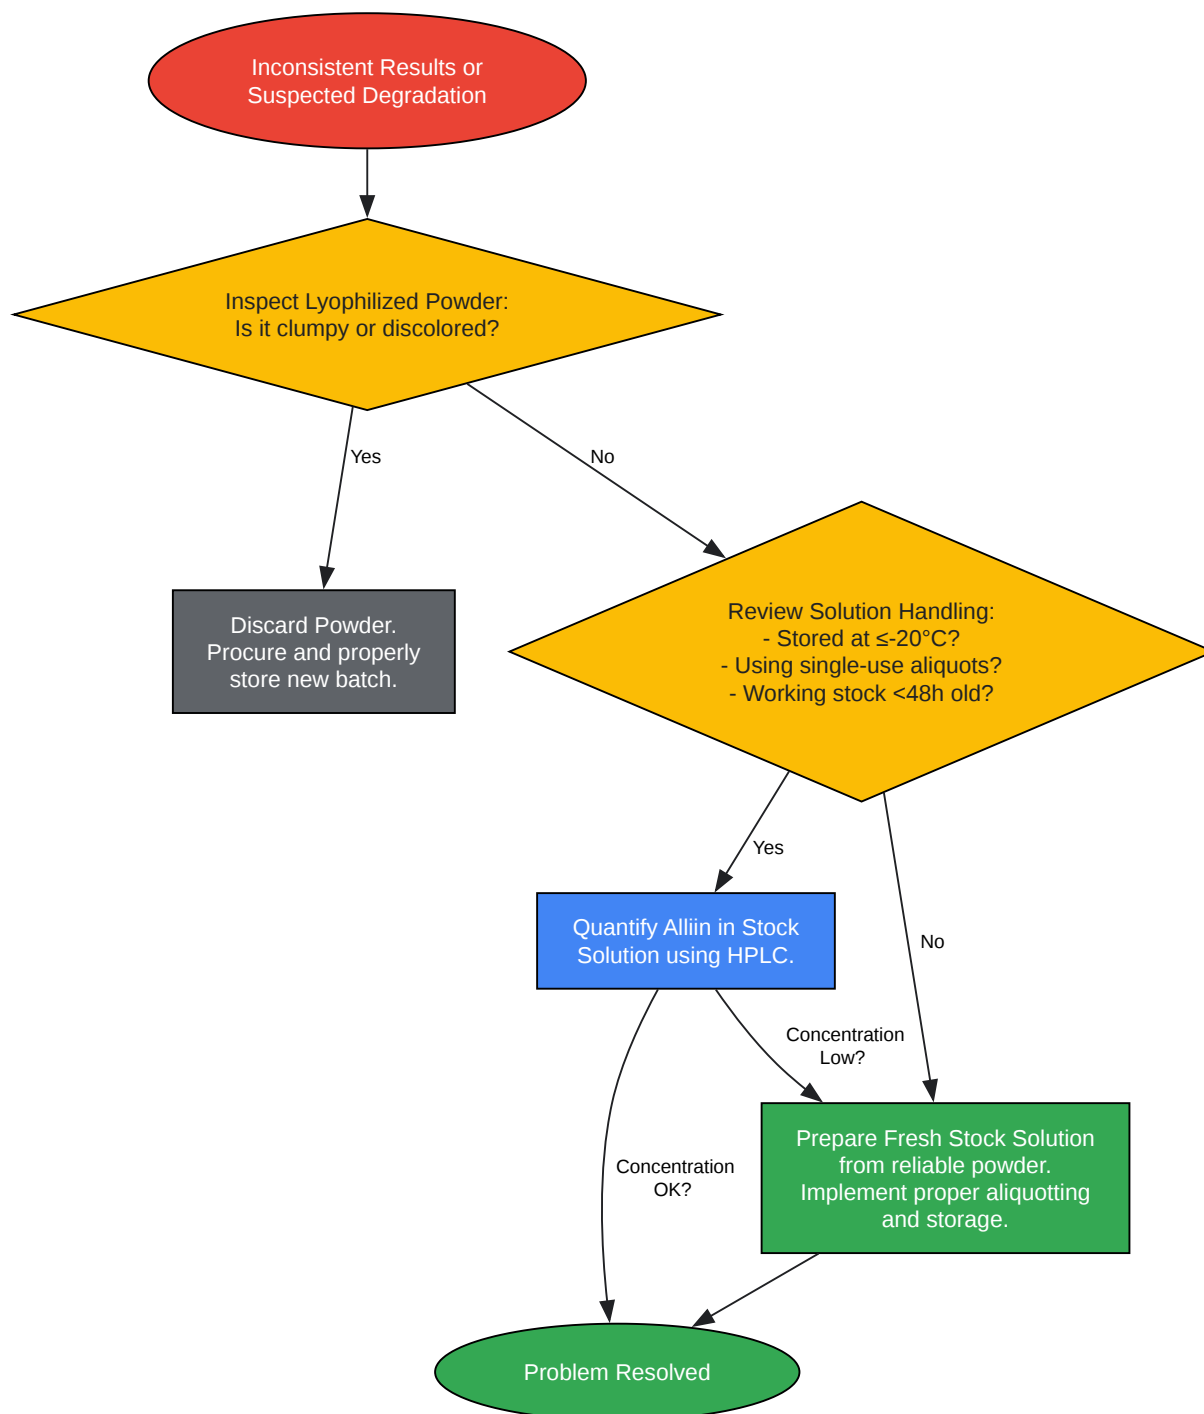 Inconsistent Results or
Suspected Degradation
Inspect Lyophilized Powder:
Is it clumpy or discolored?
Yes
No
Discard Powder.
Procure and properly
store new batch.
Review Solution Handling:
- Stored at ≤-20°C?
- Using single-use aliquots?
- Working stock <48h old?
Yes
No
Quantify Alliin in Stock
Solution using HPLC.
Concentration
Low?
Concentration
OK?
Prepare Fresh Stock Solution
from reliable powder.
Implement proper aliquotting
and storage.
Problem Resolved